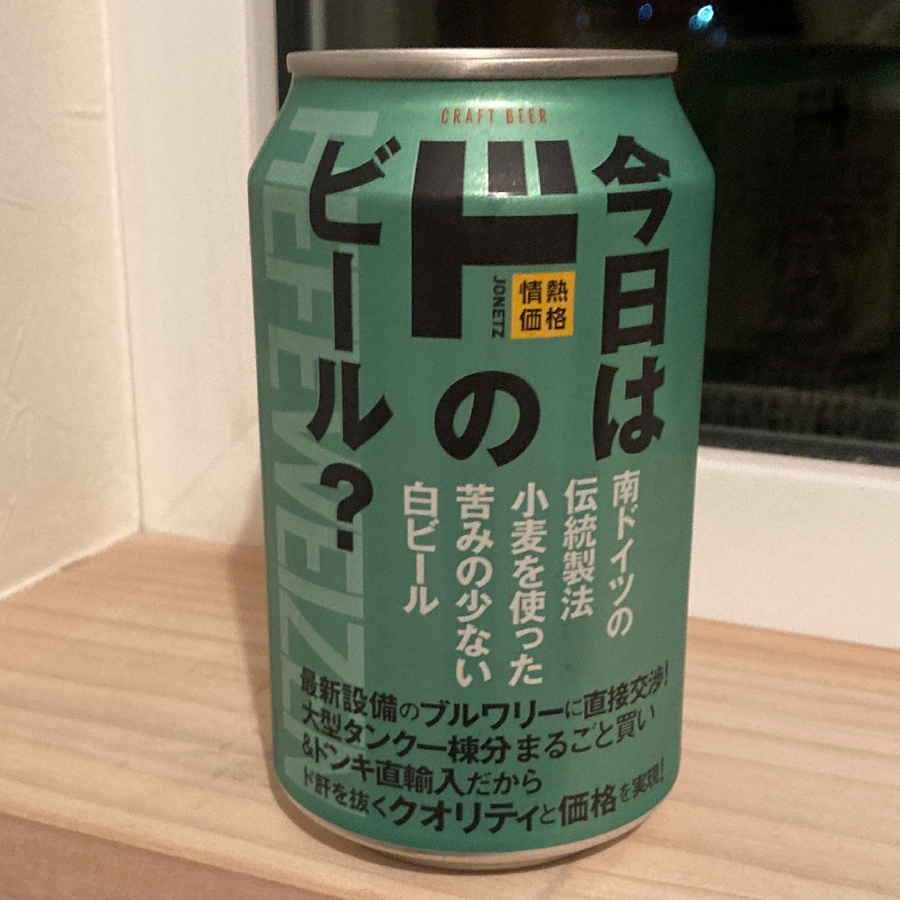 CRAFT BEER
今日は
ド
の
ビール?
JONETZ
情熱
価格
南ドイツの
伝統製法
小麦を使った
苦みの少ない
白ビール
HEFEWEIZEN
最新設備のブルワリーに直接交渉!
大型タンク一棟分まるごと買い
&ドンキ直輸入だから
ド肝を抜くクオリティと価格を実現!